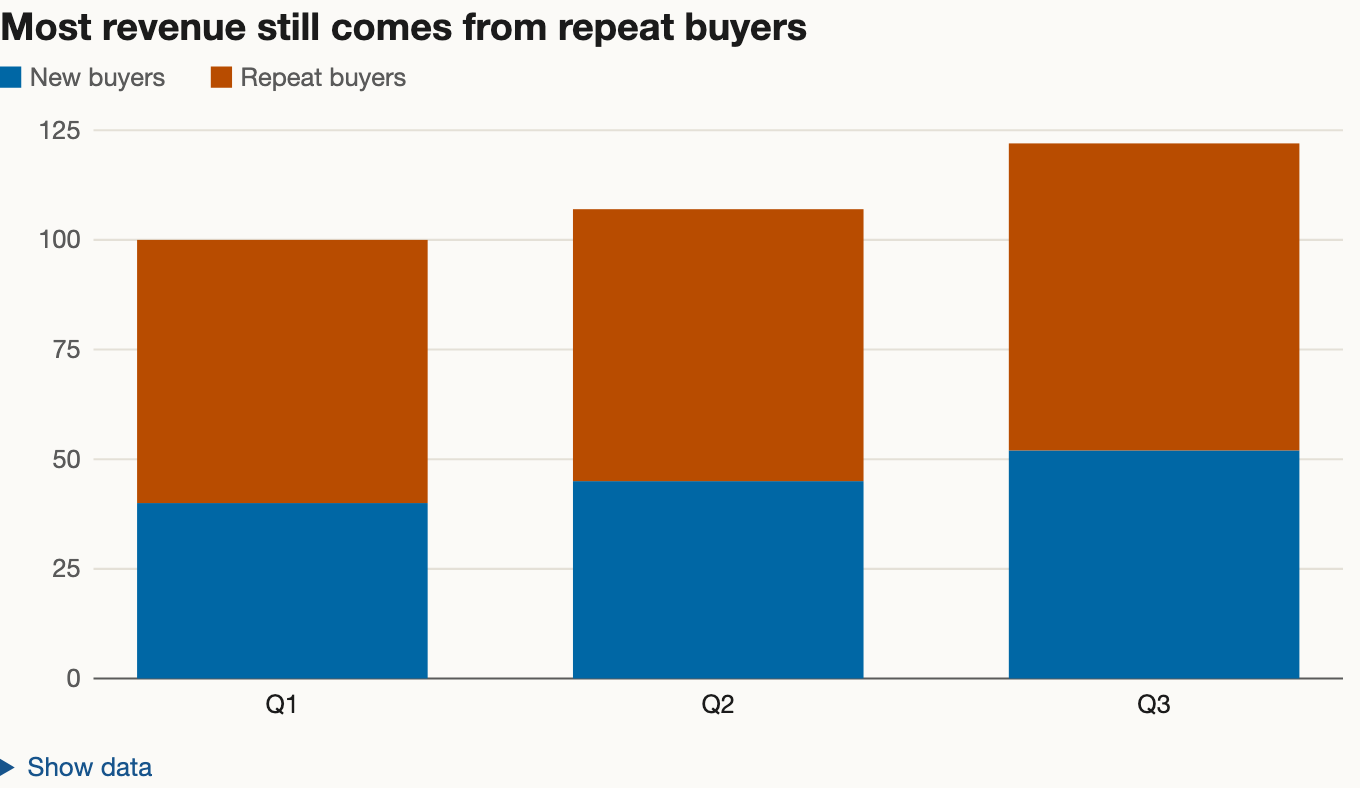 Most revenue still comes from repeat buyers
New buyers Repeat buyers
125
100
75
50
25
0
Q1 Q2 Q3
Show data